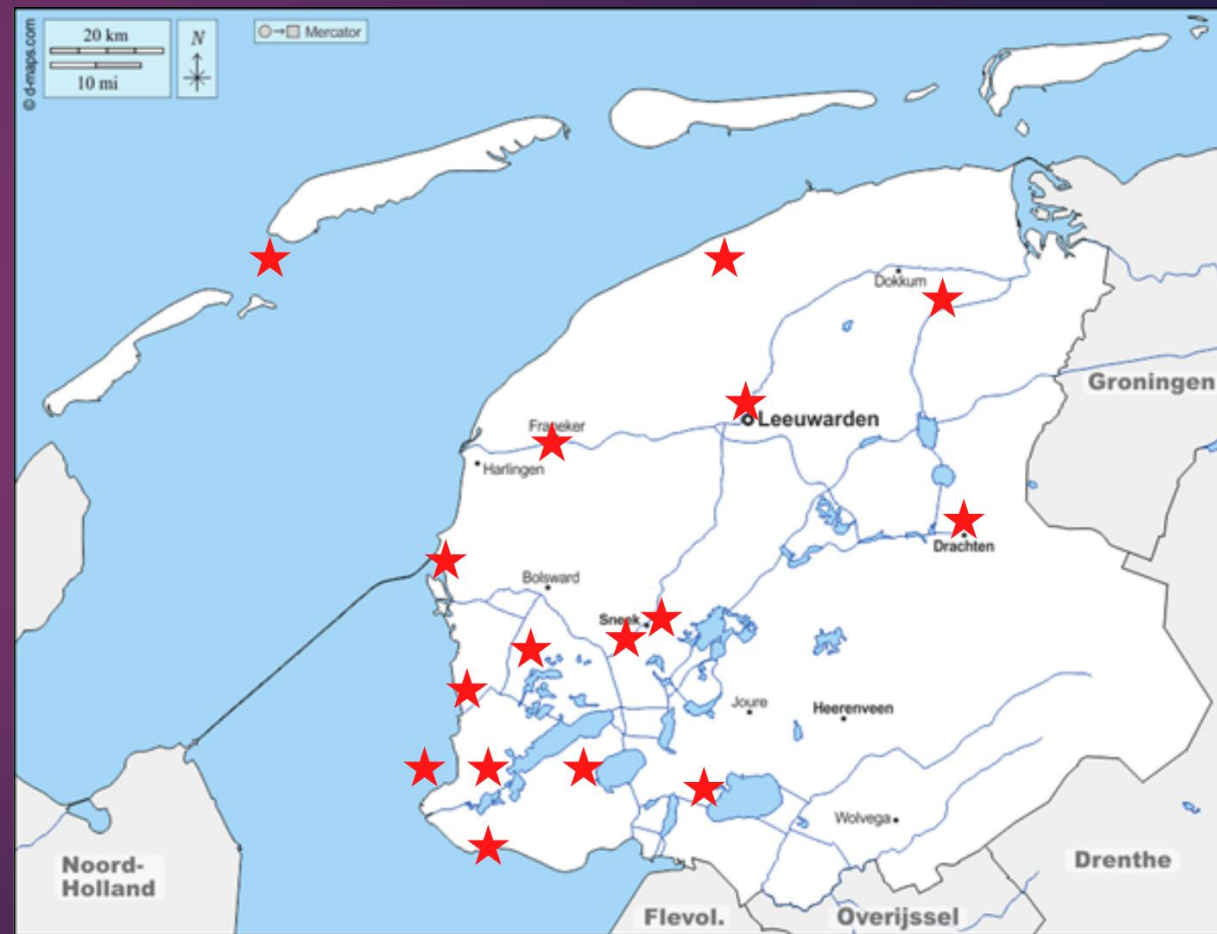 20 km
10 mi
N
Mercator
© d-maps.com
Dokkum
Groningen
Leeuwarden
Franeker
Harlingen
Drachten
Bolsward
Sneek
Joure
Heerenveen
Wolvega
Noord-
Holland
Drenthe
Flevol.
Overijssel